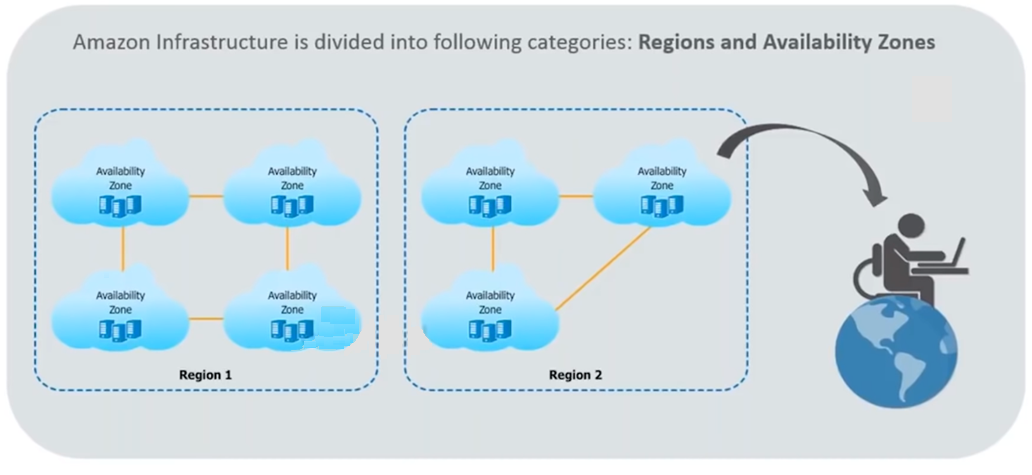 Amazon Infrastructure is divided into following categories: Regions and Availability Zones
Availability
Zone
Availability
Zone
Availability
Zone
Availability
Zone
Region 1
Availability
Zone
Availability
Zone
Availability
Zone
Region 2